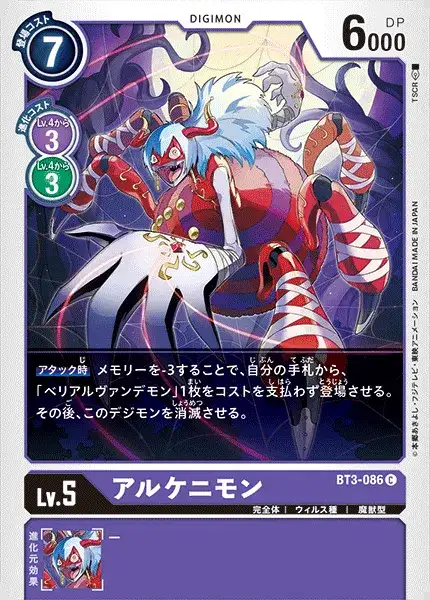 登場コスト
7
DIGIMON
6000
DP
進化コスト
Lv.4から
3
Lv.4から
3
TSCR
©本郷あきよし・フジテレビ・東映アニメーション BANDAI MADE IN JAPAN
アタック時 メモリーを-3することで、自分の手札から、
「ベリアルヴァンデモン」1枚をコストを支払わず登場させる。
その後、このデジモンを消滅させる。
BT3-086 C
Lv.5
アルケニモン
完全体 | ウィルス種 | 魔獣型
進化元効果
ー